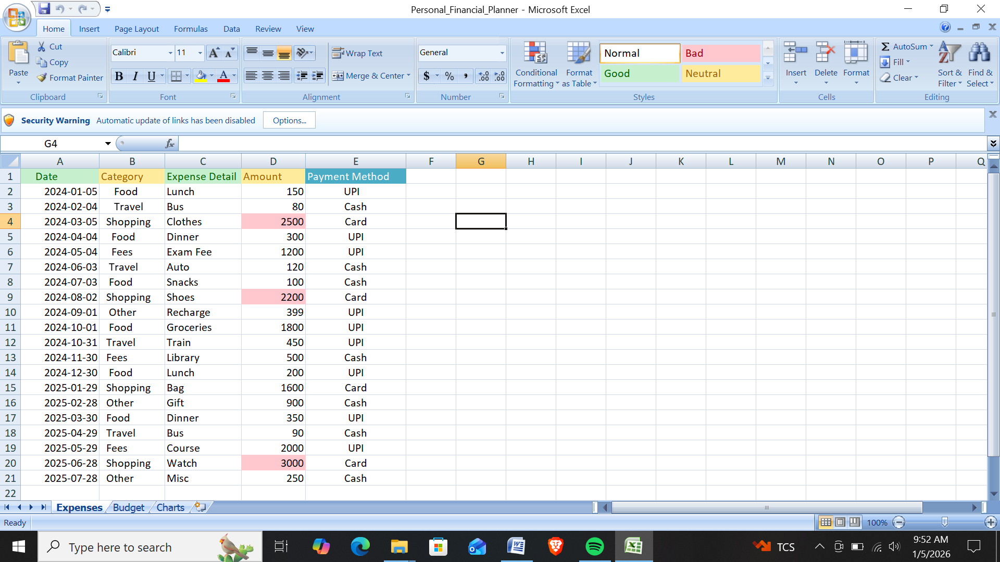 Personal_Financial_Planner - Microsoft Excel
Home Insert Page Layout Formulas Data Review View
Paste Cut Copy Format Painter
Clipboard
Calibri 11
B I U A
Font
Wrap Text
Merge & Center
Alignment
General
$ % ,
Number
Conditional Formatting Format as Table
Normal Bad
Good Neutral
Styles
Insert Delete Format
Cells
Σ AutoSum
Fill
Clear
Sort & Filter Find & Select
Editing
Security Warning Automatic update of links has been disabled Options...
G4 fx
A B C D E F G H I J K L M N O P Q
1 Date Category Expense Detail Amount Payment Method
2 2024-01-05 Food Lunch 150 UPI
3 2024-02-04 Travel Bus 80 Cash
4 2024-03-05 Shopping Clothes 2500 Card
5 2024-04-04 Food Dinner 300 UPI
6 2024-05-04 Fees Exam Fee 1200 UPI
7 2024-06-03 Travel Auto 120 Cash
8 2024-07-03 Food Snacks 100 Cash
9 2024-08-02 Shopping Shoes 2200 Card
10 2024-09-01 Other Recharge 399 UPI
11 2024-10-01 Food Groceries 1800 UPI
12 2024-10-31 Travel Train 450 UPI
13 2024-11-30 Fees Library 500 Cash
14 2024-12-30 Food Lunch 200 UPI
15 2025-01-29 Shopping Bag 1600 Card
16 2025-02-28 Other Gift 900 Cash
17 2025-03-30 Food Dinner 350 UPI
18 2025-04-29 Travel Bus 90 Cash
19 2025-05-29 Fees Course 2000 UPI
20 2025-06-28 Shopping Watch 3000 Card
21 2025-07-28 Other Misc 250 Cash
22
Expenses Budget Charts
Ready 100%
Type here to search
TCS
9:52 AM
1/5/2026